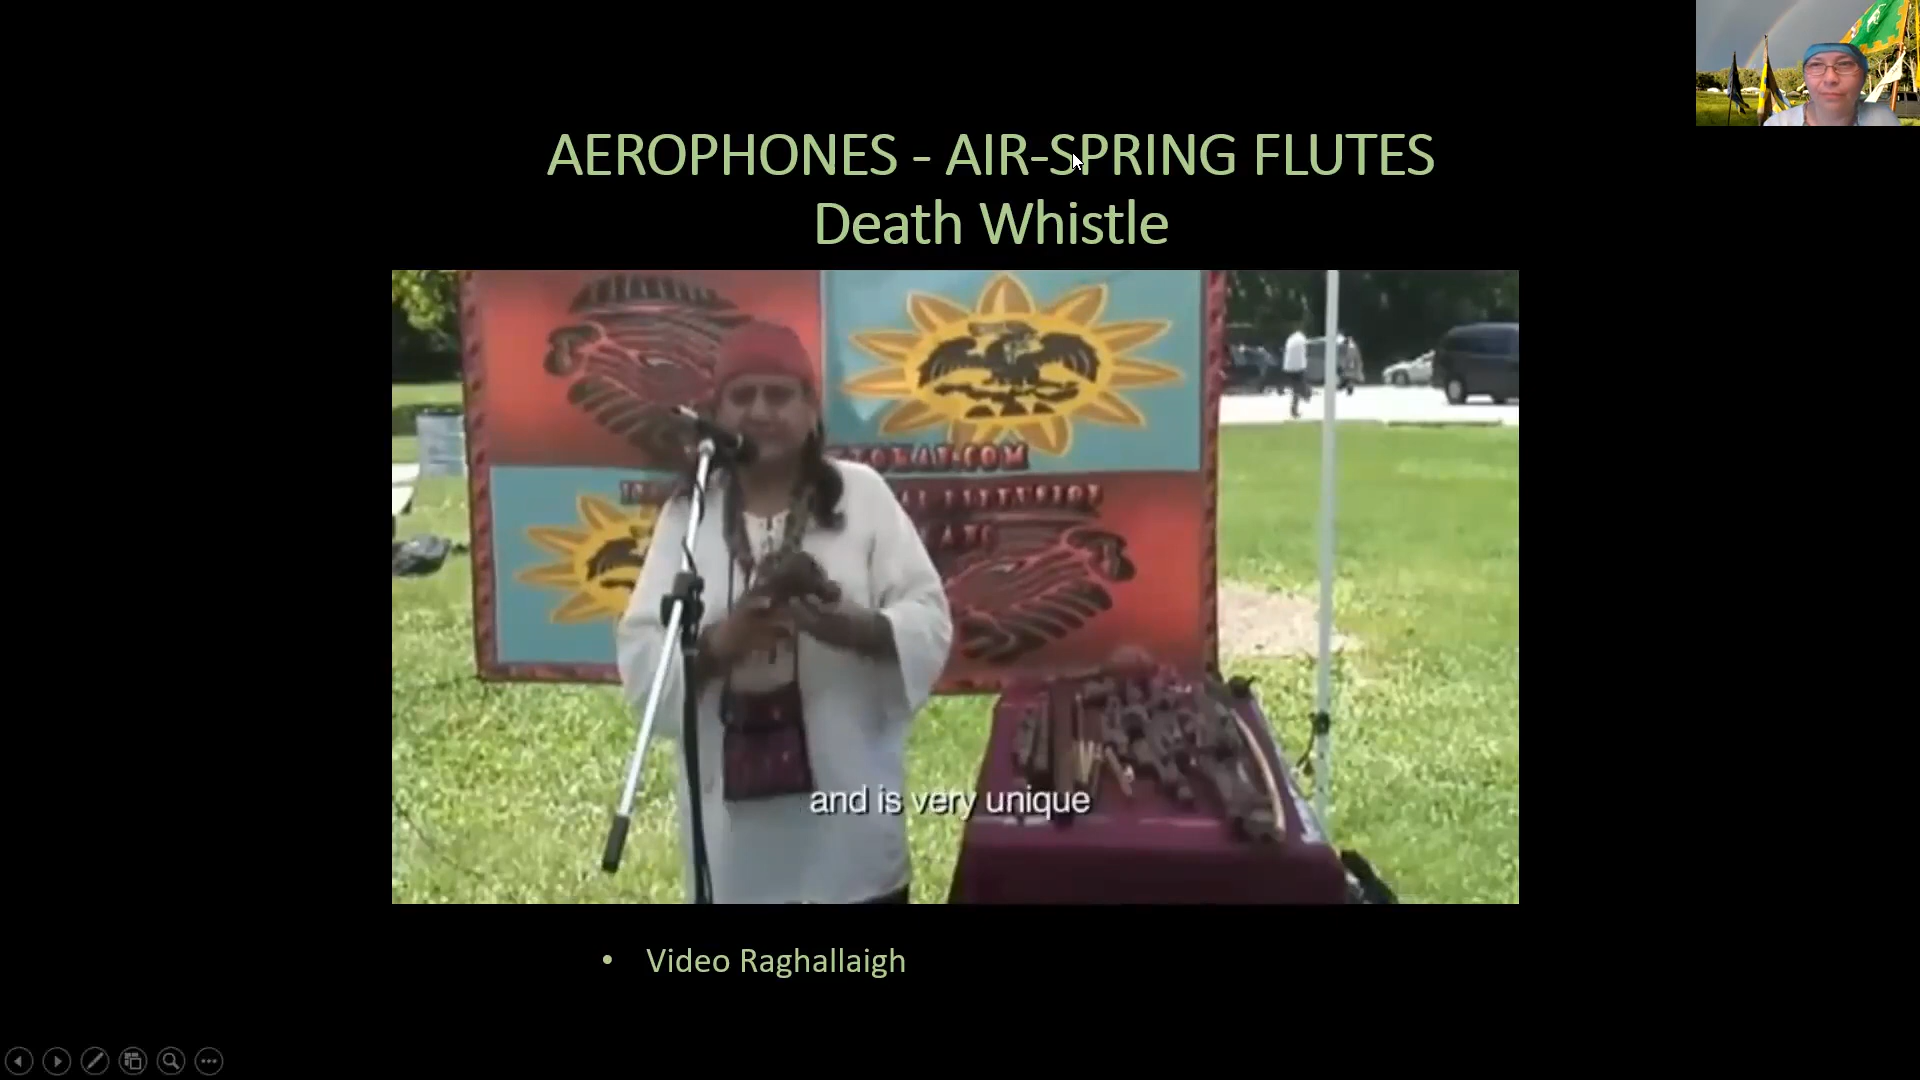 AEROPHONES - AIR-SPRING FLUTES
Death Whistle
and is very unique
• Video Raghallaigh